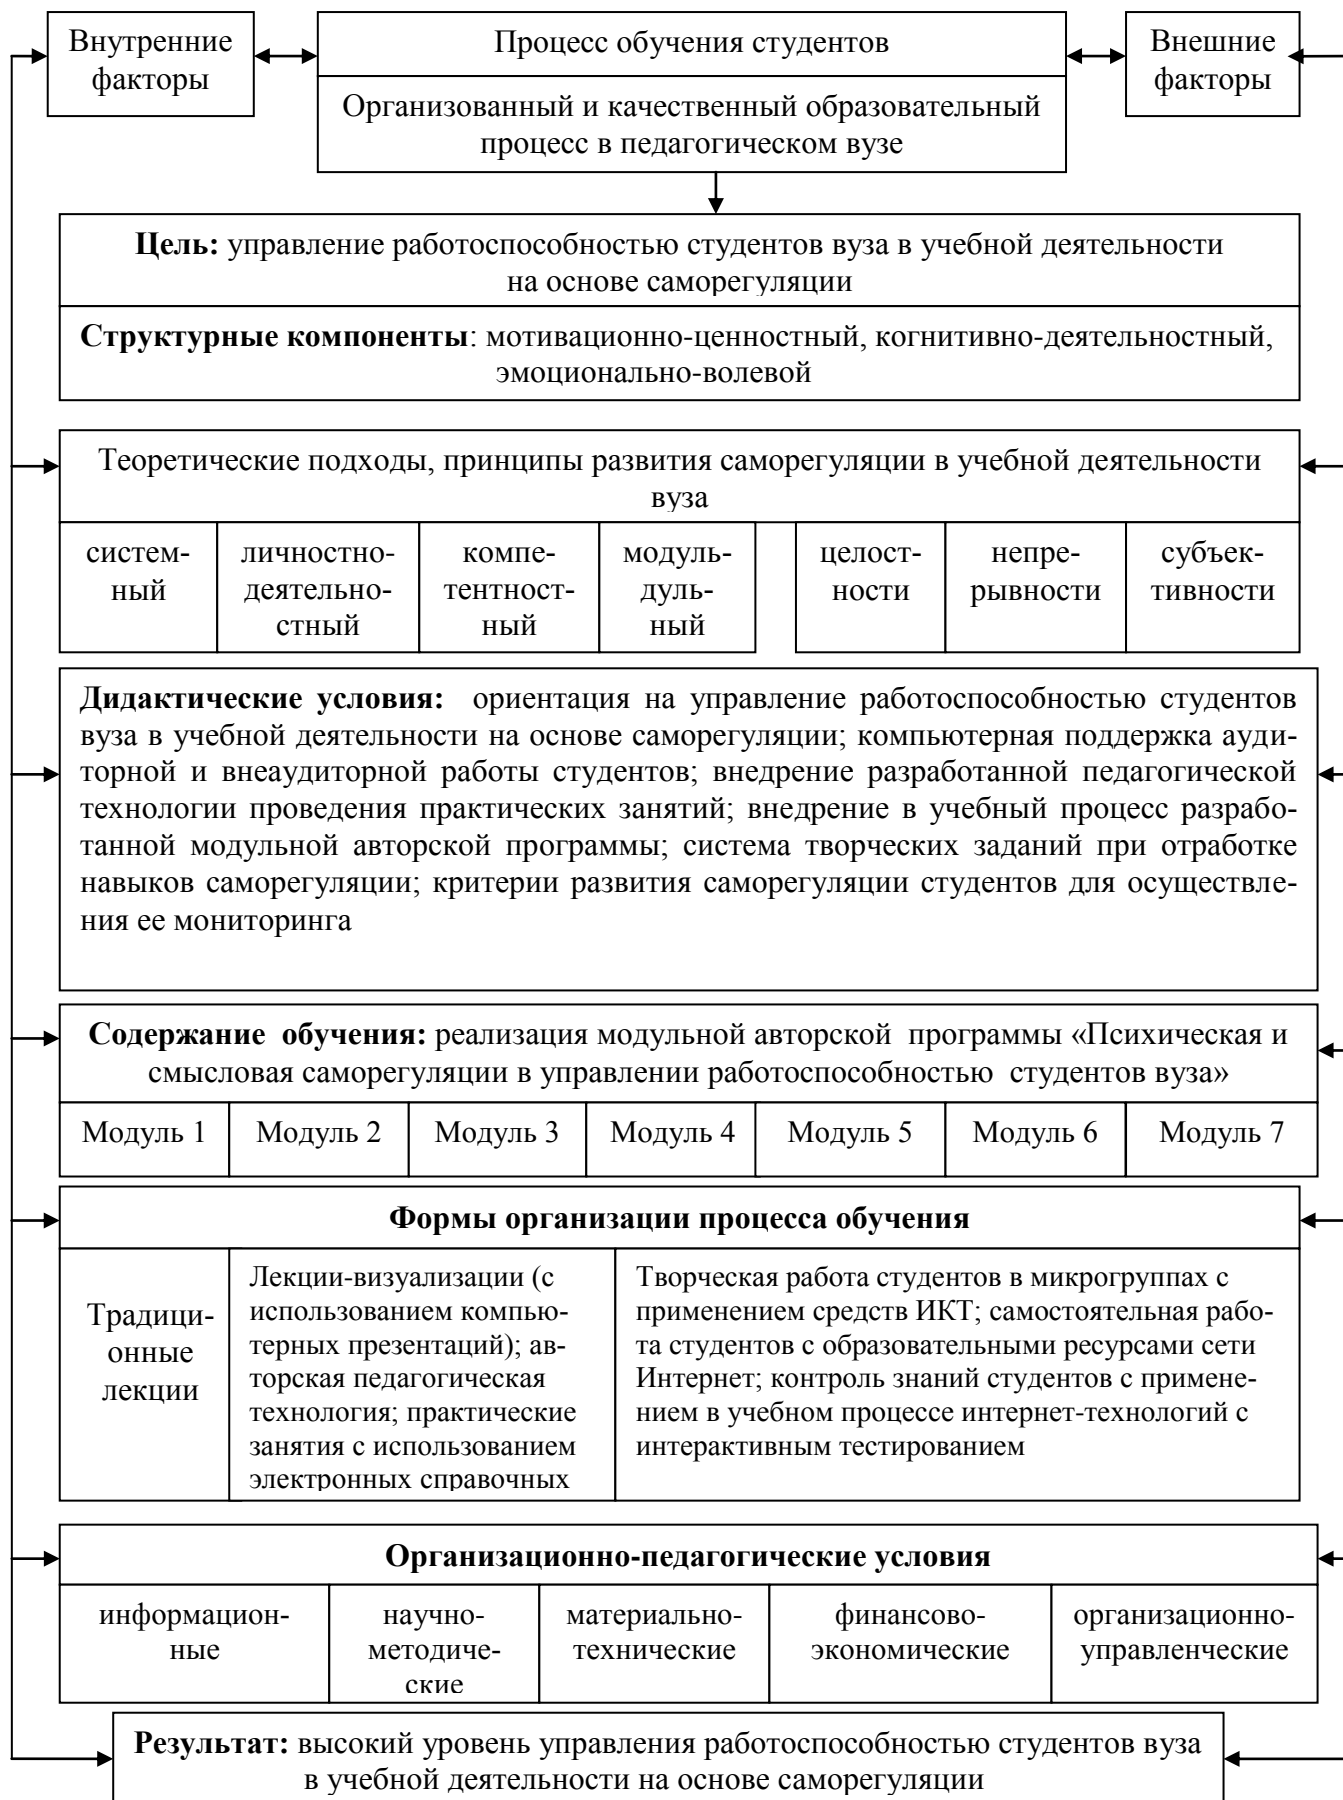 Внутренние
факторы
Процесс обучения студентов
Организованный и качественный образовательный
процесс в педагогическом вузе
Внешние
факторы
Цель: управление работоспособностью студентов вуза в учебной деятельности
на основе саморегуляции
Структурные компоненты: мотивационно-ценностный, когнитивно-деятельностный,
эмоционально-волевой
Теоретические подходы, принципы развития саморегуляции в учебной деятельности
вуза
систем-
ный
личностно-
деятельно-
стный
компе-
тентност-
ный
модуль-
дуль-
ный
целост-
ности
непре-
рывности
субъек-
тивности
Дидактические условия: ориентация на управление работоспособностью студентов
вуза в учебной деятельности на основе саморегуляции; компьютерная поддержка ауди-
торной и внеаудиторной работы студентов; внедрение разработанной педагогической
технологии проведения практических занятий; внедрение в учебный процесс разрабо-
танной модульной авторской программы; система творческих заданий при отработке
навыков саморегуляции; критерии развития саморегуляции студентов для осуществле-
ния ее мониторинга
Содержание обучения: реализация модульной авторской программы «Психическая и
смысловая саморегуляции в управлении работоспособностью студентов вуза»
Модуль 1
Модуль 2
Модуль 3
Модуль 4
Модуль 5
Модуль 6
Модуль 7
Формы организации процесса обучения
Традици-
онные
лекции
Лекции-визуализации (с
использованием компью-
терных презентаций); ав-
торская педагогическая
технология; практические
занятия с использованием
электронных справочных
Творческая работа студентов в микрогруппах с
применением средств ИКТ; самостоятельная рабо-
та студентов с образовательными ресурсами сети
Интернет; контроль знаний студентов с примене-
нием в учебном процессе интернет-технологий с
интерактивным тестированием
Организационно-педагогические условия
информацион-
ные
научно-
методиче-
ские
материально-
технические
финансово-
экономические
организационно-
управленческие
Результат: высокий уровень управления работоспособностью студентов вуза
в учебной деятельности на основе саморегуляции